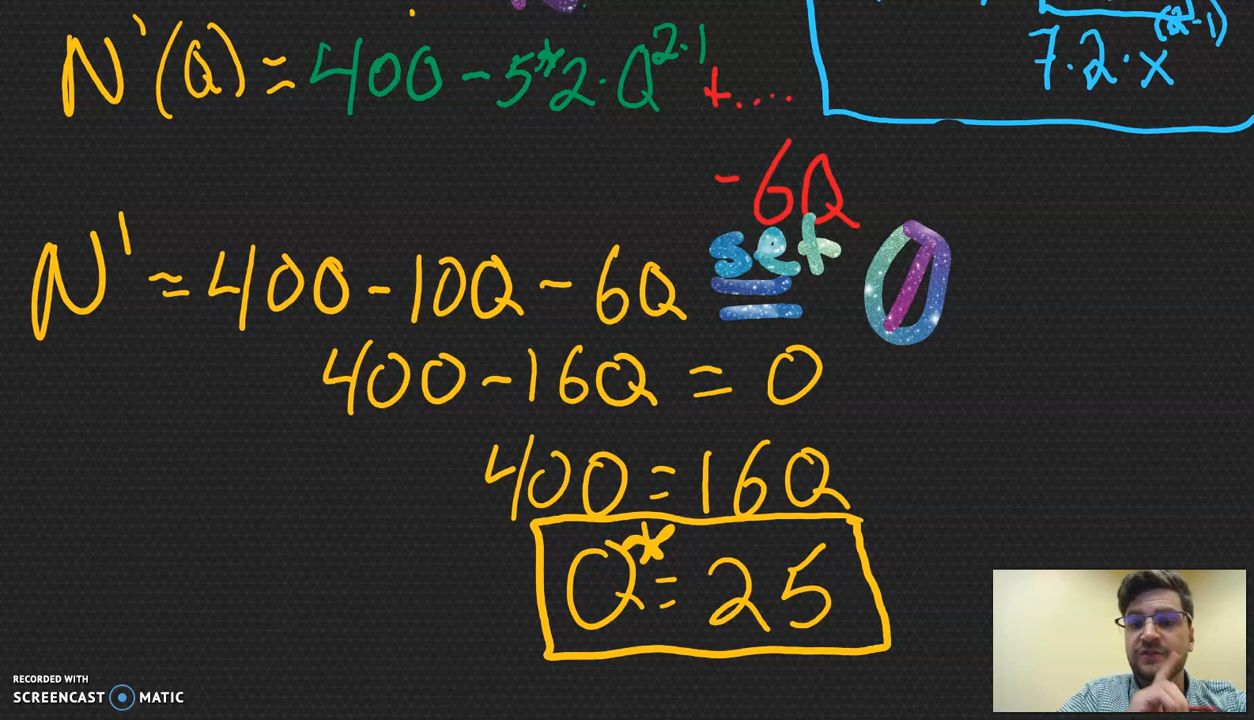 N'(Q) = 400 - 5*2·Q^2·1 + ....
(2-1)
7·2·x
-6Q
N' = 400 - 10Q - 6Q set = 0
400 - 16Q = 0
400 = 16Q
Q* = 25
RECORDED WITH
SCREENCAST MATIC